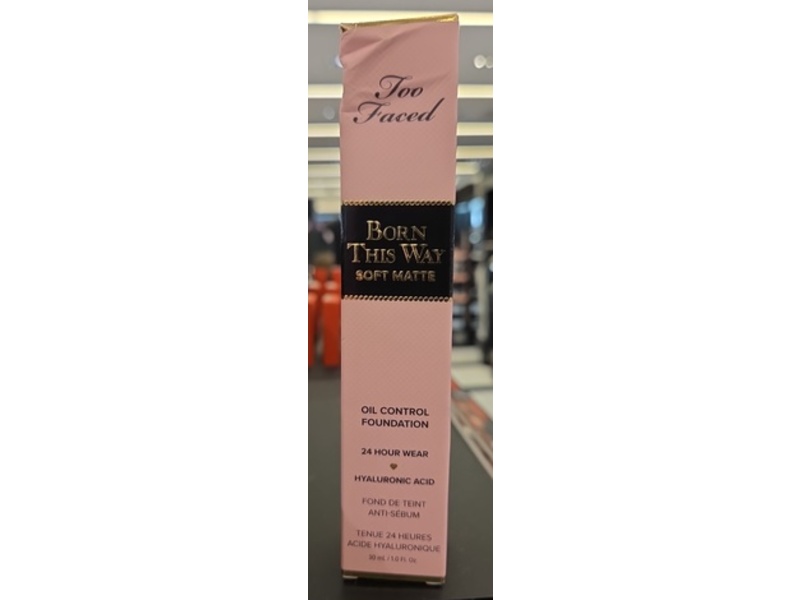 Too
Faced
BORN
THIS WAY
SOFT MATTE
OIL CONTROL
FOUNDATION
24 HOUR WEAR
HYALURONIC ACID
FOND DE TEINT
ANTI-SÉBUM
TENUE 24 HEURES
ACIDE HYALURONIQUE
30 ml / 1.0 Fl. Oz.